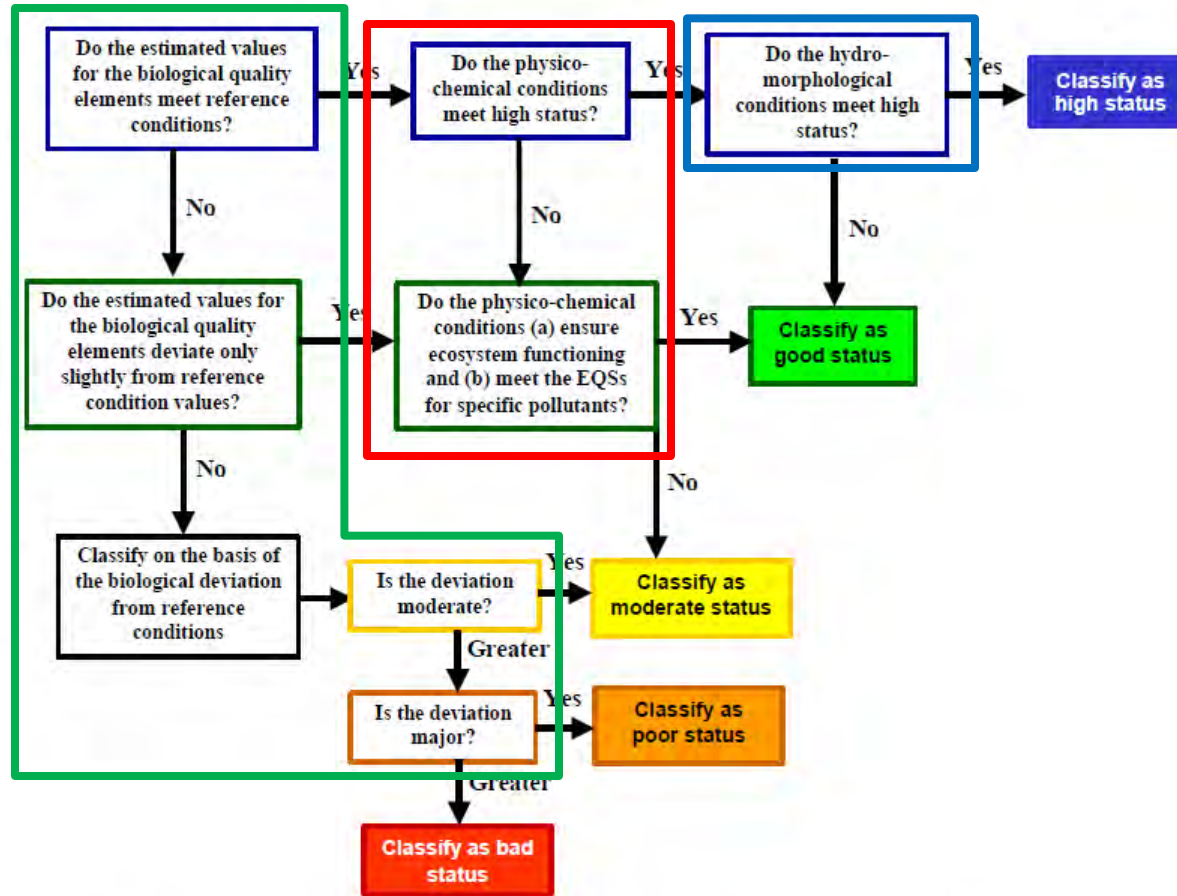 Do the estimated values
for the biological quality
elements meet reference
conditions?
Yes
Do the physico-
chemical conditions
meet high status?
Yes
Do the hydro-
morphological
conditions meet high
status?
Yes
Classify as
high status
No
No
No
Do the estimated values for
the biological quality
elements deviate only
slightly from reference
condition values?
Yes
Do the physico-chemical
conditions (a) ensure
ecosystem functioning
and (b) meet the EQSs
for specific pollutants?
Yes
Classify as
good status
No
No
Classify on the basis of
the biological deviation
from reference
conditions
Is the deviation
moderate?
Yes
Classify as
moderate status
Greater
Is the deviation
major?
Yes
Classify as
poor status
Greater
Classify as bad
status